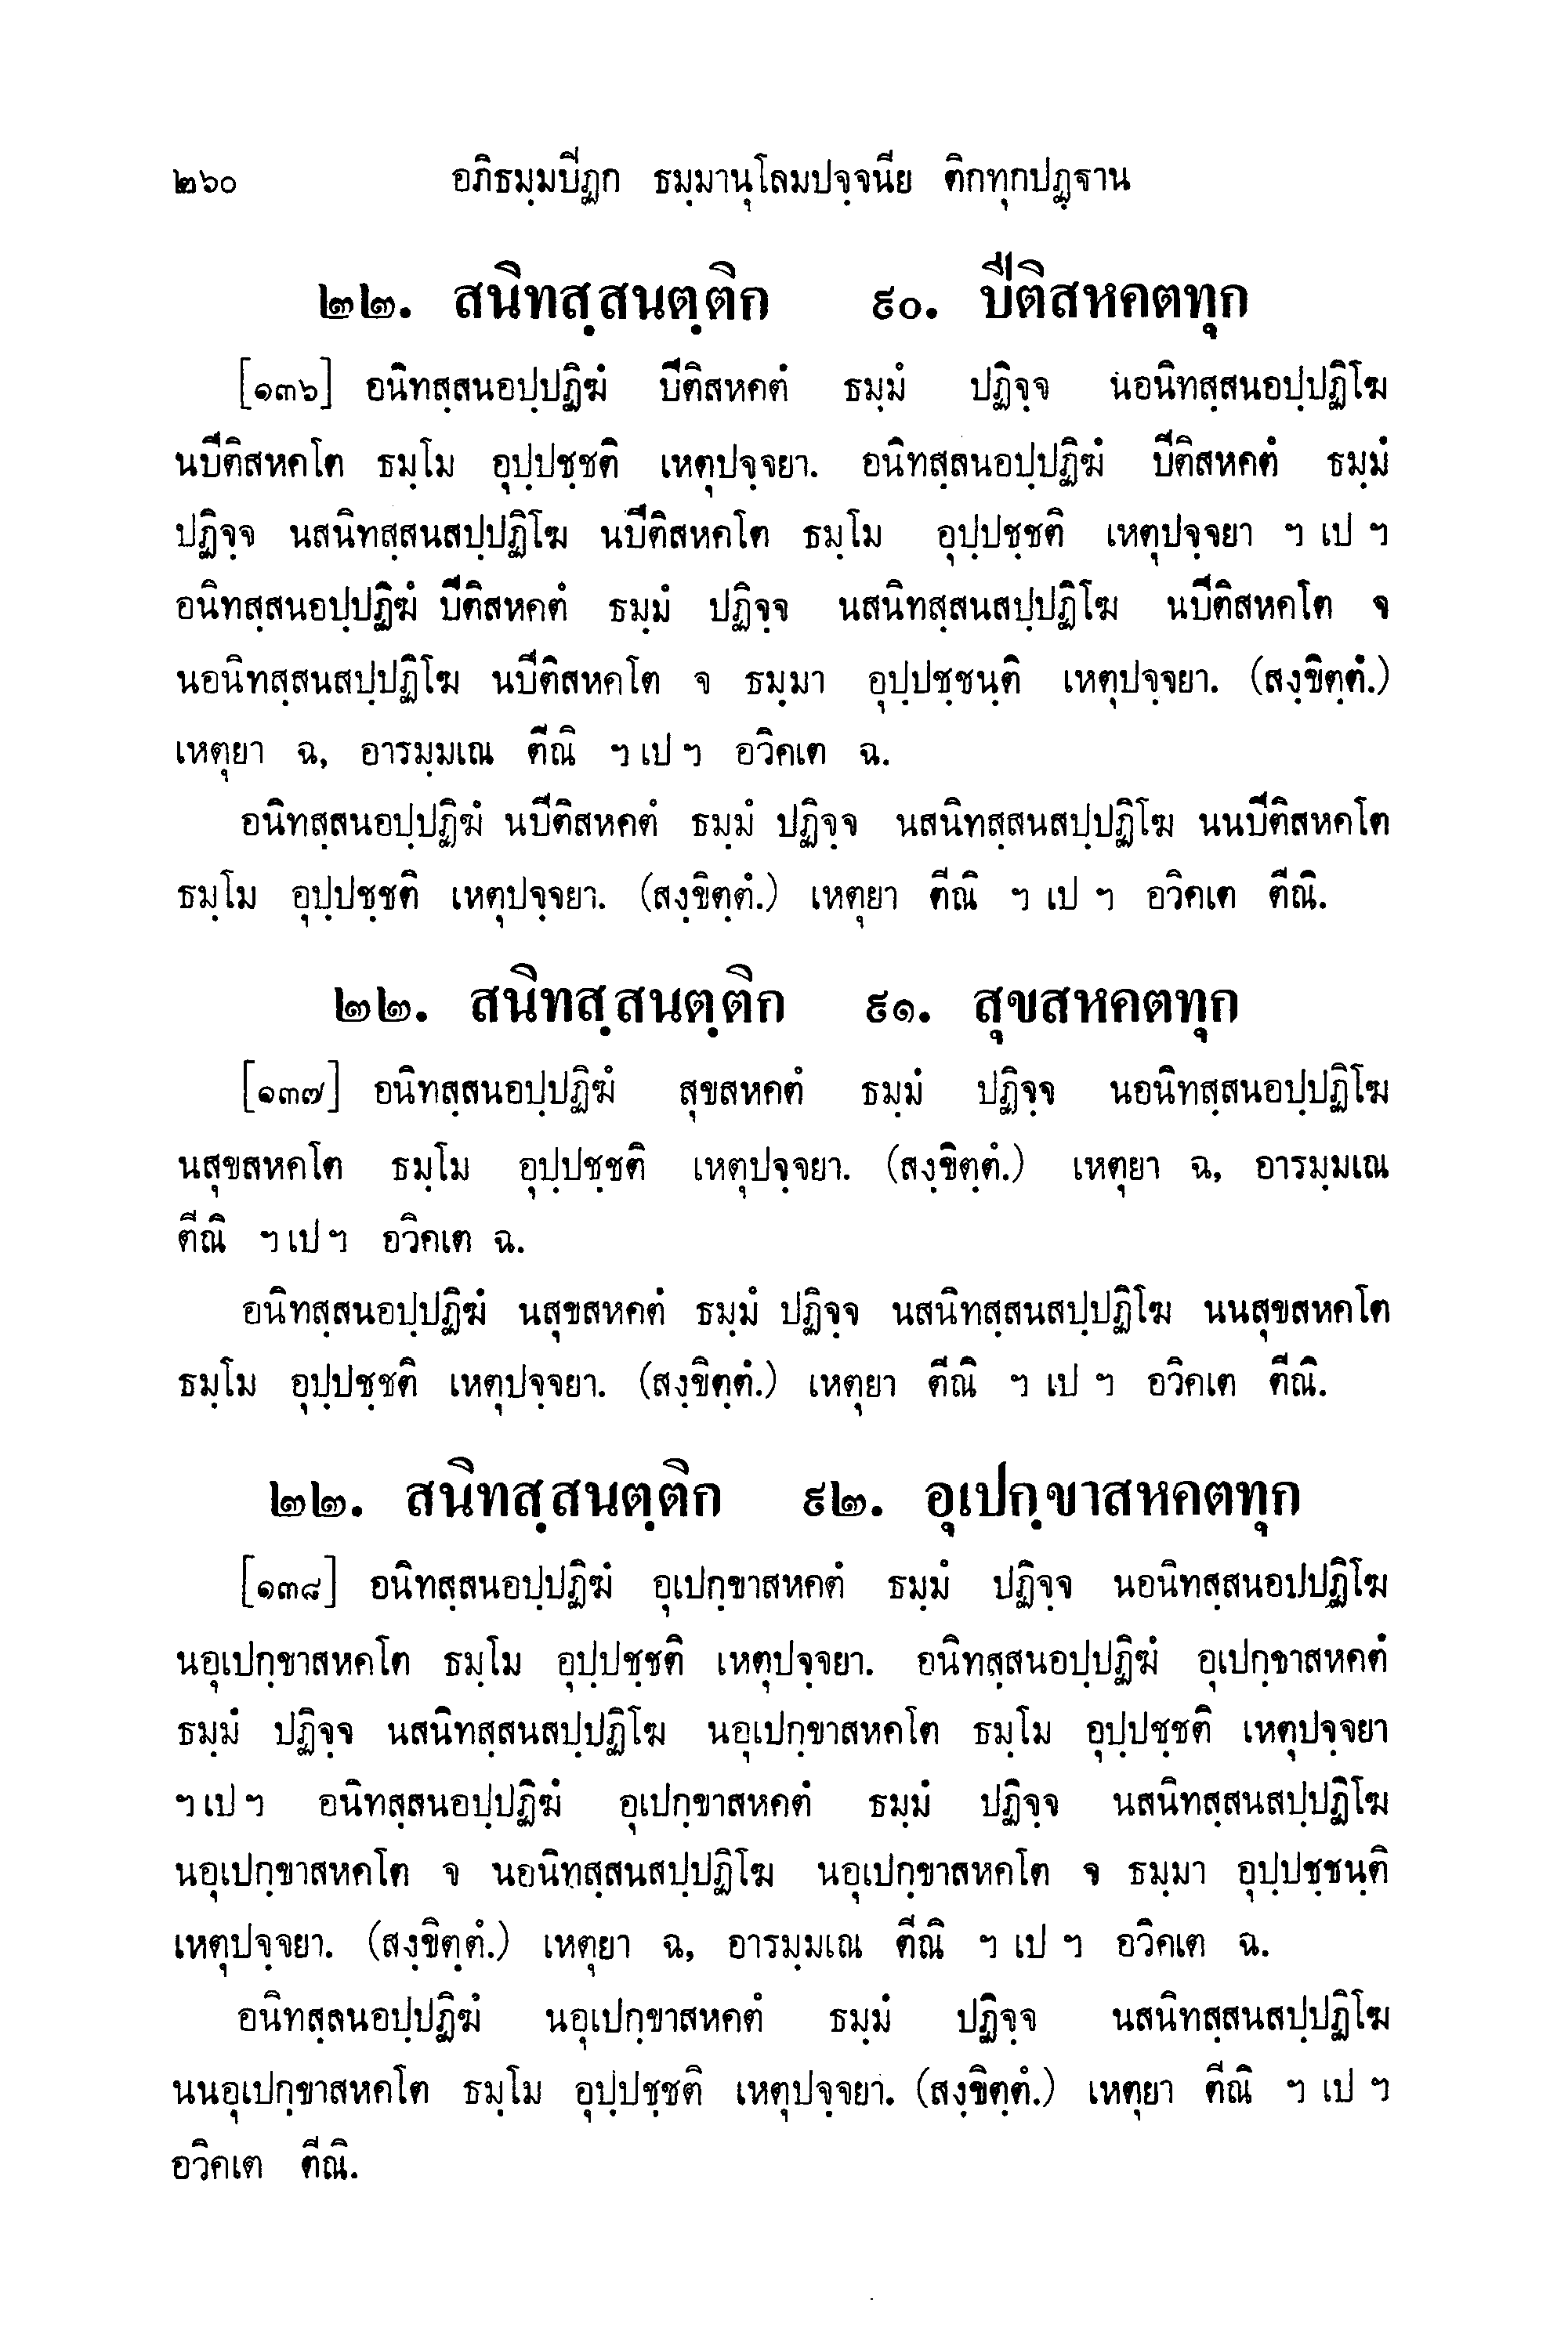 ๒๖๐ อภิธมฺมปีฏก ธมฺมานุโลมปจฺจนีย ติกทุกปฏฺฐาน
๒๒. สนิทสฺสนตฺติก ๙๐. ปีติสหคตทุก
[๑๓๖] อนิทสฺสนอปฺปฏิฆํ ปีติสหคตํ ธมฺมํ ปฏิจฺจ นอนิทสฺสนอปฺปฏิโฆ
นปีติสหคโต ธมฺโม อุปฺปชฺชติ เหตุปจฺจยา. อนิทสฺสนอปฺปฏิฆํ ปีติสหคตํ ธมฺมํ
ปฏิจฺจ นสนิทสฺสนสปฺปฏิโฆ นปีติสหคโต ธมฺโม อุปฺปชฺชติ เหตุปจฺจยา ฯ เป ฯ
อนิทสฺสนอปฺปฏิฆํ ปีติสหคตํ ธมฺมํ ปฏิจฺจ นสนิทสฺสนสปฺปฏิโฆ นปีติสหคโต จ
นอนิทสฺสนสปฺปฏิโฆ นปีติสหคโต จ ธมฺมา อุปฺปชฺชนฺติ เหตุปจฺจยา. (สงฺขิตฺตํ.)
เหตุยา ฉ, อารมฺมเณ ตีณิ ฯ เป ฯ อวิคเต ฉ.
อนิทสฺสนอปฺปฏิฆํ นปีติสหคตํ ธมฺมํ ปฏิจฺจ นสนิทสฺสนสปฺปฏิโฆ นนปีติสหคโต
ธมฺโม อุปฺปชฺชติ เหตุปจฺจยา. (สงฺขิตฺตํ.) เหตุยา ตีณิ ฯ เป ฯ อวิคเต ตีณิ.
๒๒. สนิทสฺสนตฺติก ๙๑. สุขสหคตทุก
[๑๓๗] อนิทสฺสนอปฺปฏิฆํ สุขสหคตํ ธมฺมํ ปฏิจฺจ นอนิทสฺสนอปฺปฏิโฆ
นสุขสหคโต ธมฺโม อุปฺปชฺชติ เหตุปจฺจยา. (สงฺขิตฺตํ.) เหตุยา ฉ, อารมฺมเณ
ตีณิ ฯ เป ฯ อวิคเต ฉ.
อนิทสฺสนอปฺปฏิฆํ นสุขสหคตํ ธมฺมํ ปฏิจฺจ นสนิทสฺสนสปฺปฏิโฆ นนสุขสหคโต
ธมฺโม อุปฺปชฺชติ เหตุปจฺจยา. (สงฺขิตฺตํ.) เหตุยา ตีณิ ฯ เป ฯ อวิคเต ตีณิ.
๒๒. สนิทสฺสนตฺติก ๙๒. อุเปกฺขาสหคตทุก
[๑๓๘] อนิทสฺสนอปฺปฏิฆํ อุเปกฺขาสหคตํ ธมฺมํ ปฏิจฺจ นอนิทสฺสนอปปฏิโฆ
นอุเปกฺขาสหคโต ธมฺโม อุปฺปชฺชติ เหตุปจฺจยา. อนิทสฺสนอปฺปฏิฆํ อุเปกฺขาสหคตํ
ธมฺมํ ปฏิจฺจ นสนิทสฺสนสปฺปฏิโฆ นอุเปกฺขาสหคโต ธมฺโม อุปฺปชฺชติ เหตุปจฺจยา
ฯ เป ฯ อนิทสฺสนอปฺปฏิฆํ อุเปกฺขาสหคตํ ธมฺมํ ปฏิจฺจ นสนิทสฺสนสปฺปฏิโฆ
นอุเปกฺขาสหคโต จ นอนิทสฺสนสปฺปฏิโฆ นอุเปกฺขาสหคโต จ ธมฺมา อุปฺปชฺชนฺติ
เหตุปจฺจยา. (สงฺขิตฺตํ.) เหตุยา ฉ, อารมฺมเณ ตีณิ ฯ เป ฯ อวิคเต ฉ.
อนิทสฺสนอปฺปฏิฆํ นอุเปกฺขาสหคตํ ธมฺมํ ปฏิจฺจ นสนิทสฺสนสปฺปฏิโฆ
นนอุเปกฺขาสหคโต ธมฺโม อุปฺปชฺชติ เหตุปจฺจยา. (สงฺขิตฺตํ.) เหตุยา ตีณิ ฯ เป ฯ
อวิคเต ตีณิ.